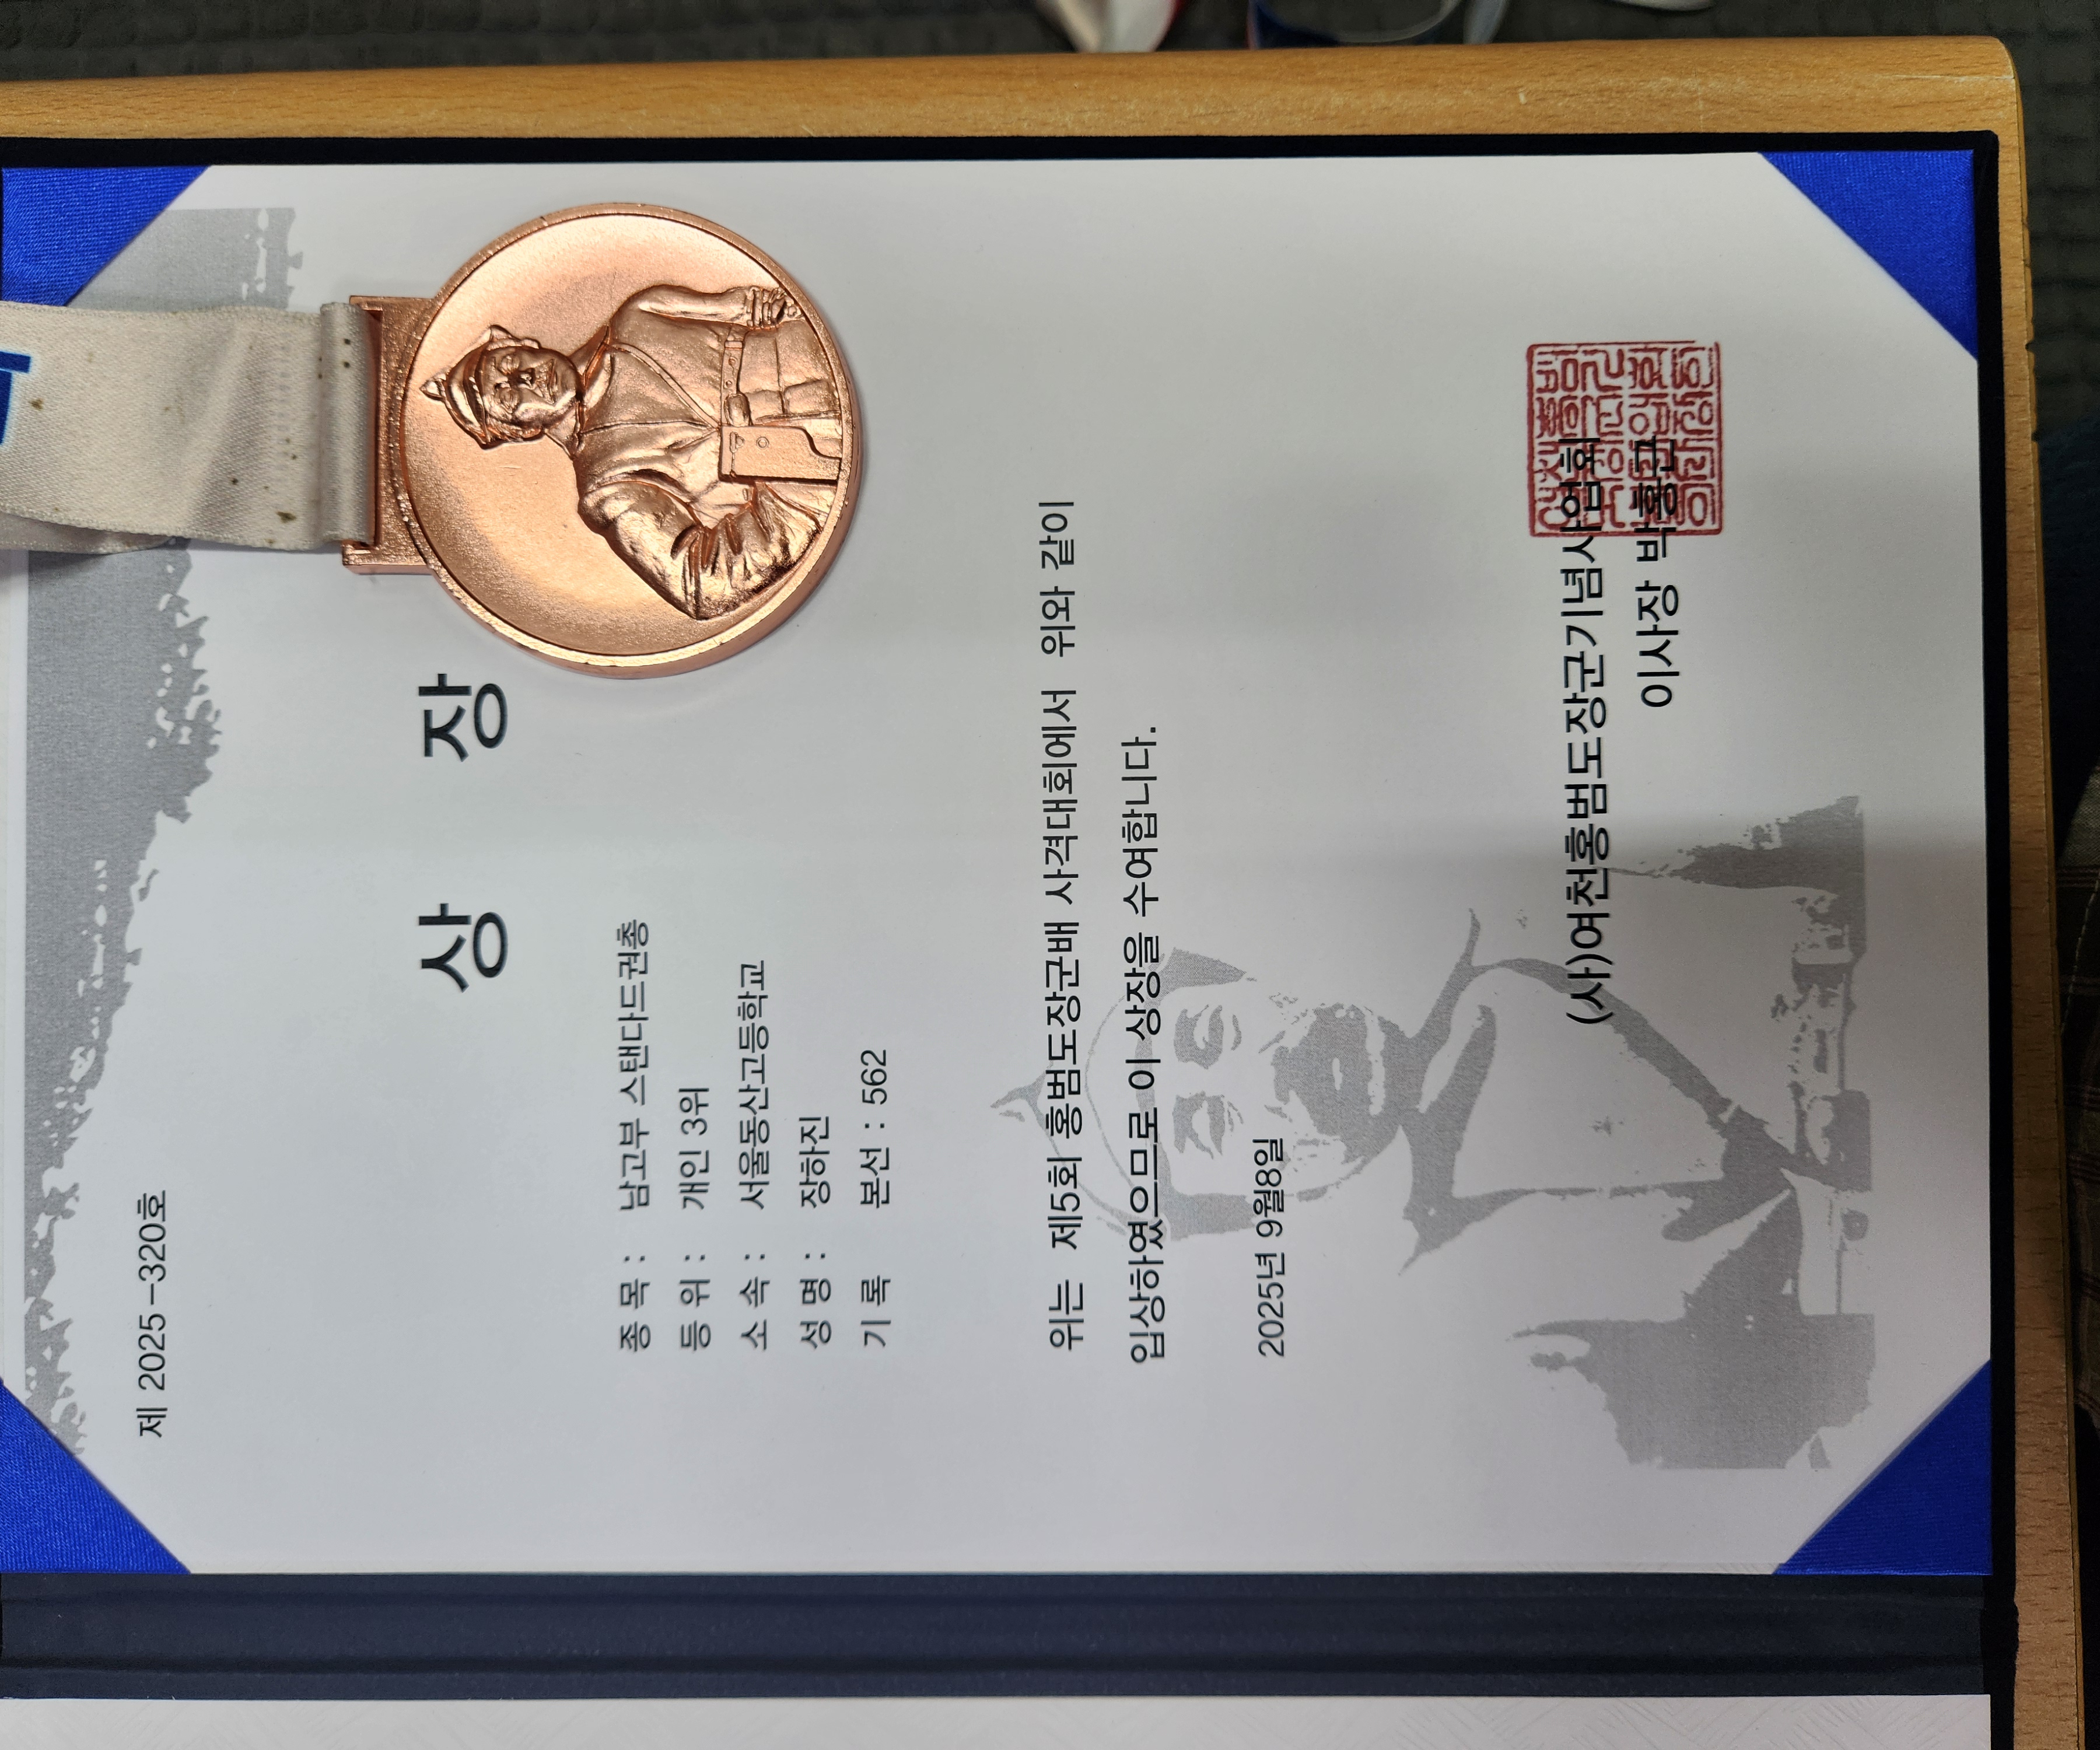 제 2025 -320호
상 장
종 목 : 남고부 스탠다드권총
등 위 : 개인 3위
소 속 : 서울동산고등학교
성 명 : 장하진
기 록 본선 : 562
위는 제5회 홍범도장군배 사격대회에서 위와 같이
입상하였으므로 이 상장을 수여합니다.
2025년 9월8일
(사)여천홍범도장군기념사업회
이사장 박홍근